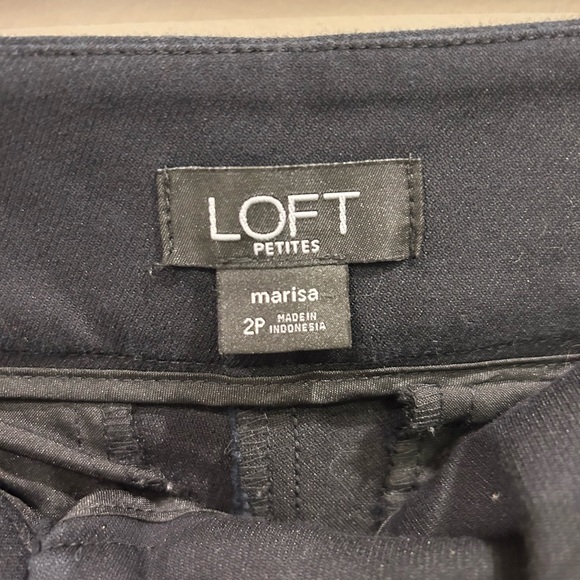 LOFT
PETITES
marisa
2P MADE IN
INDONESIA